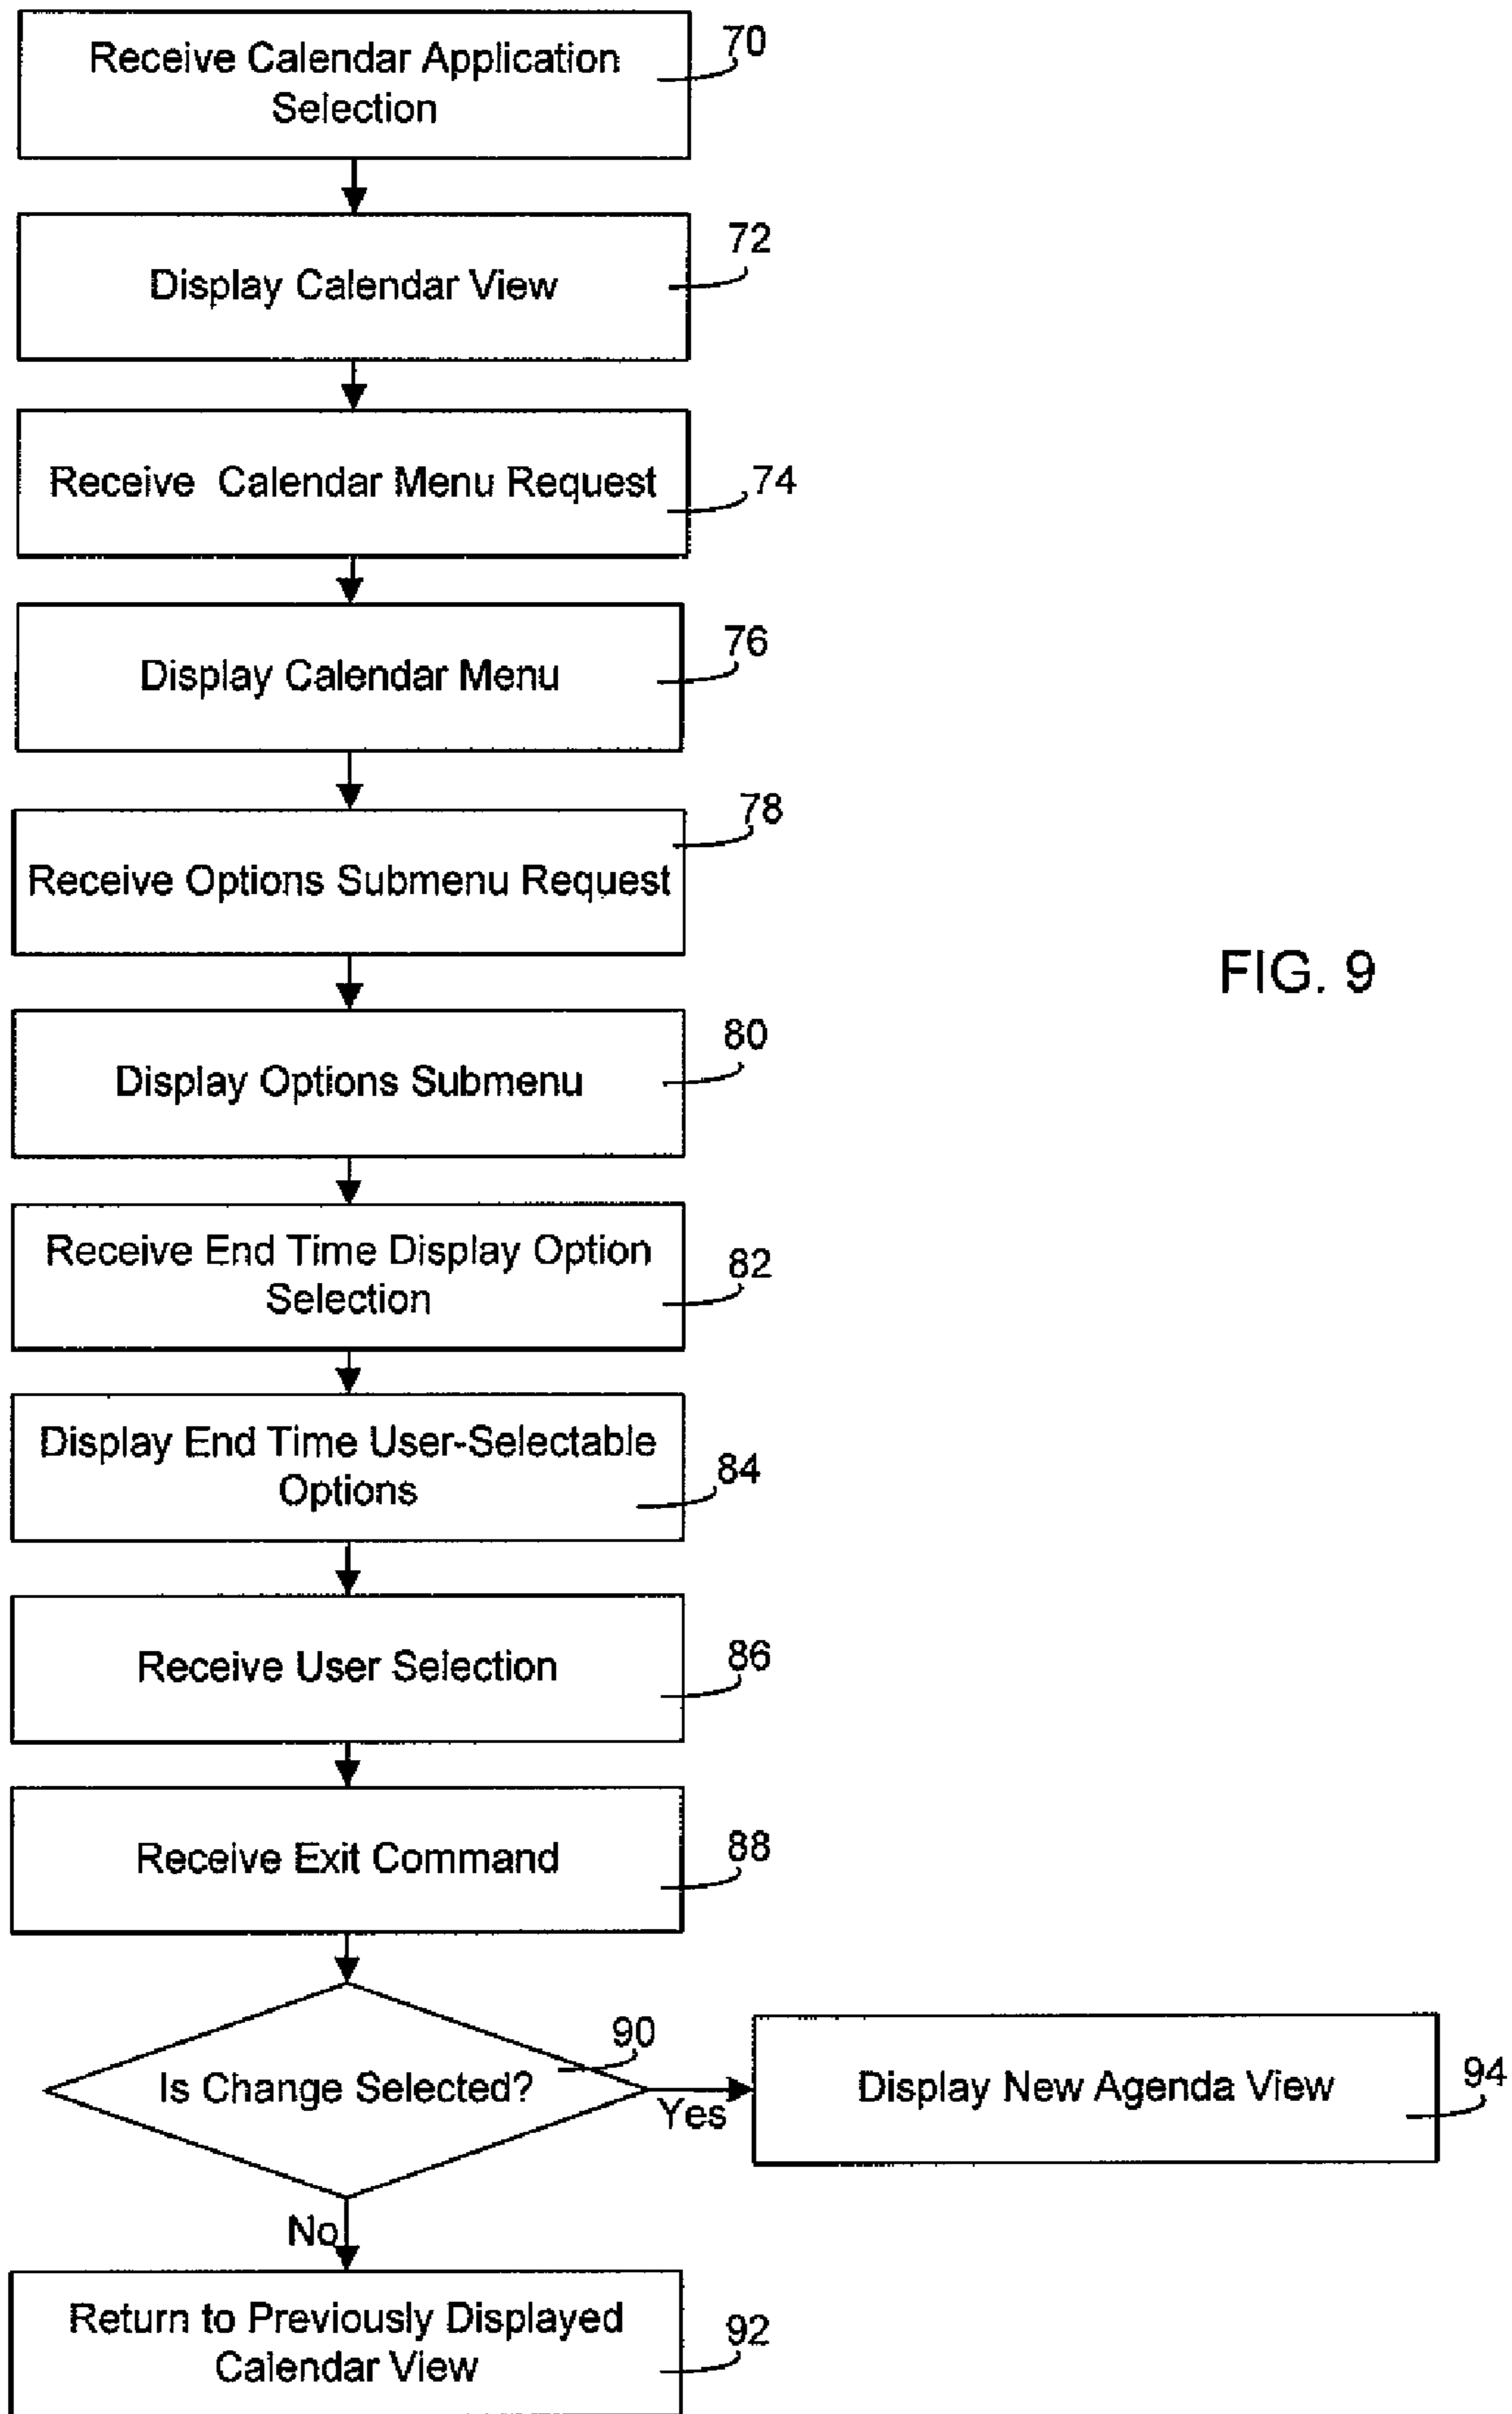 Receive Calendar Application
Selection
70
Display Calendar View
72
Receive Calendar Menu Request
74
Display Calendar Menu
76
Receive Options Submenu Request
78
Display Options Submenu
80
Receive End Time Display Option
Selection
82
Display End Time User-Selectable
Options
84
Receive User Selection
86
Receive Exit Command
88
Is Change Selected?
90
Yes
Display New Agenda View
94
No
Return to Previously Displayed
Calendar View
92
FIG. 9